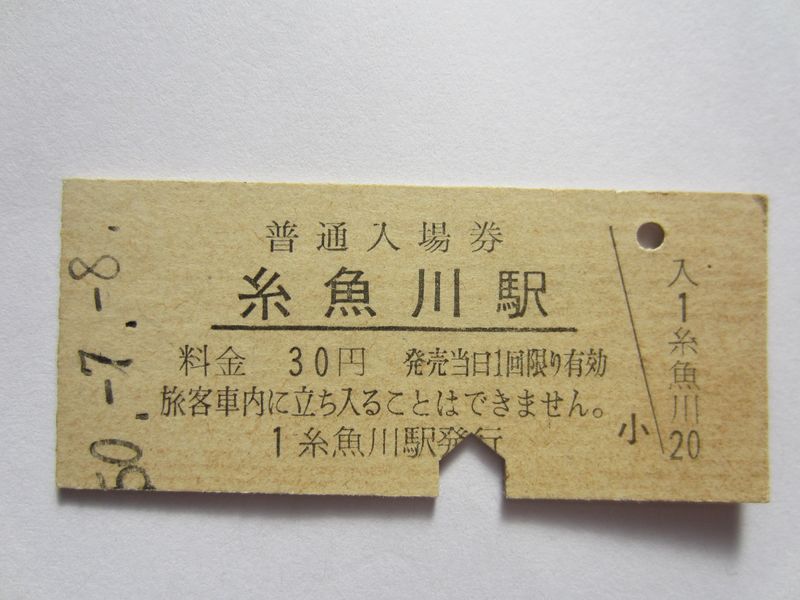 普通入場券
糸魚川駅
料金 30円 発売当日1回限り有効
旅客車内に立ち入ることはできません。
1 糸魚川駅発行
50.-7.-8.
入 1 糸魚川 20
小